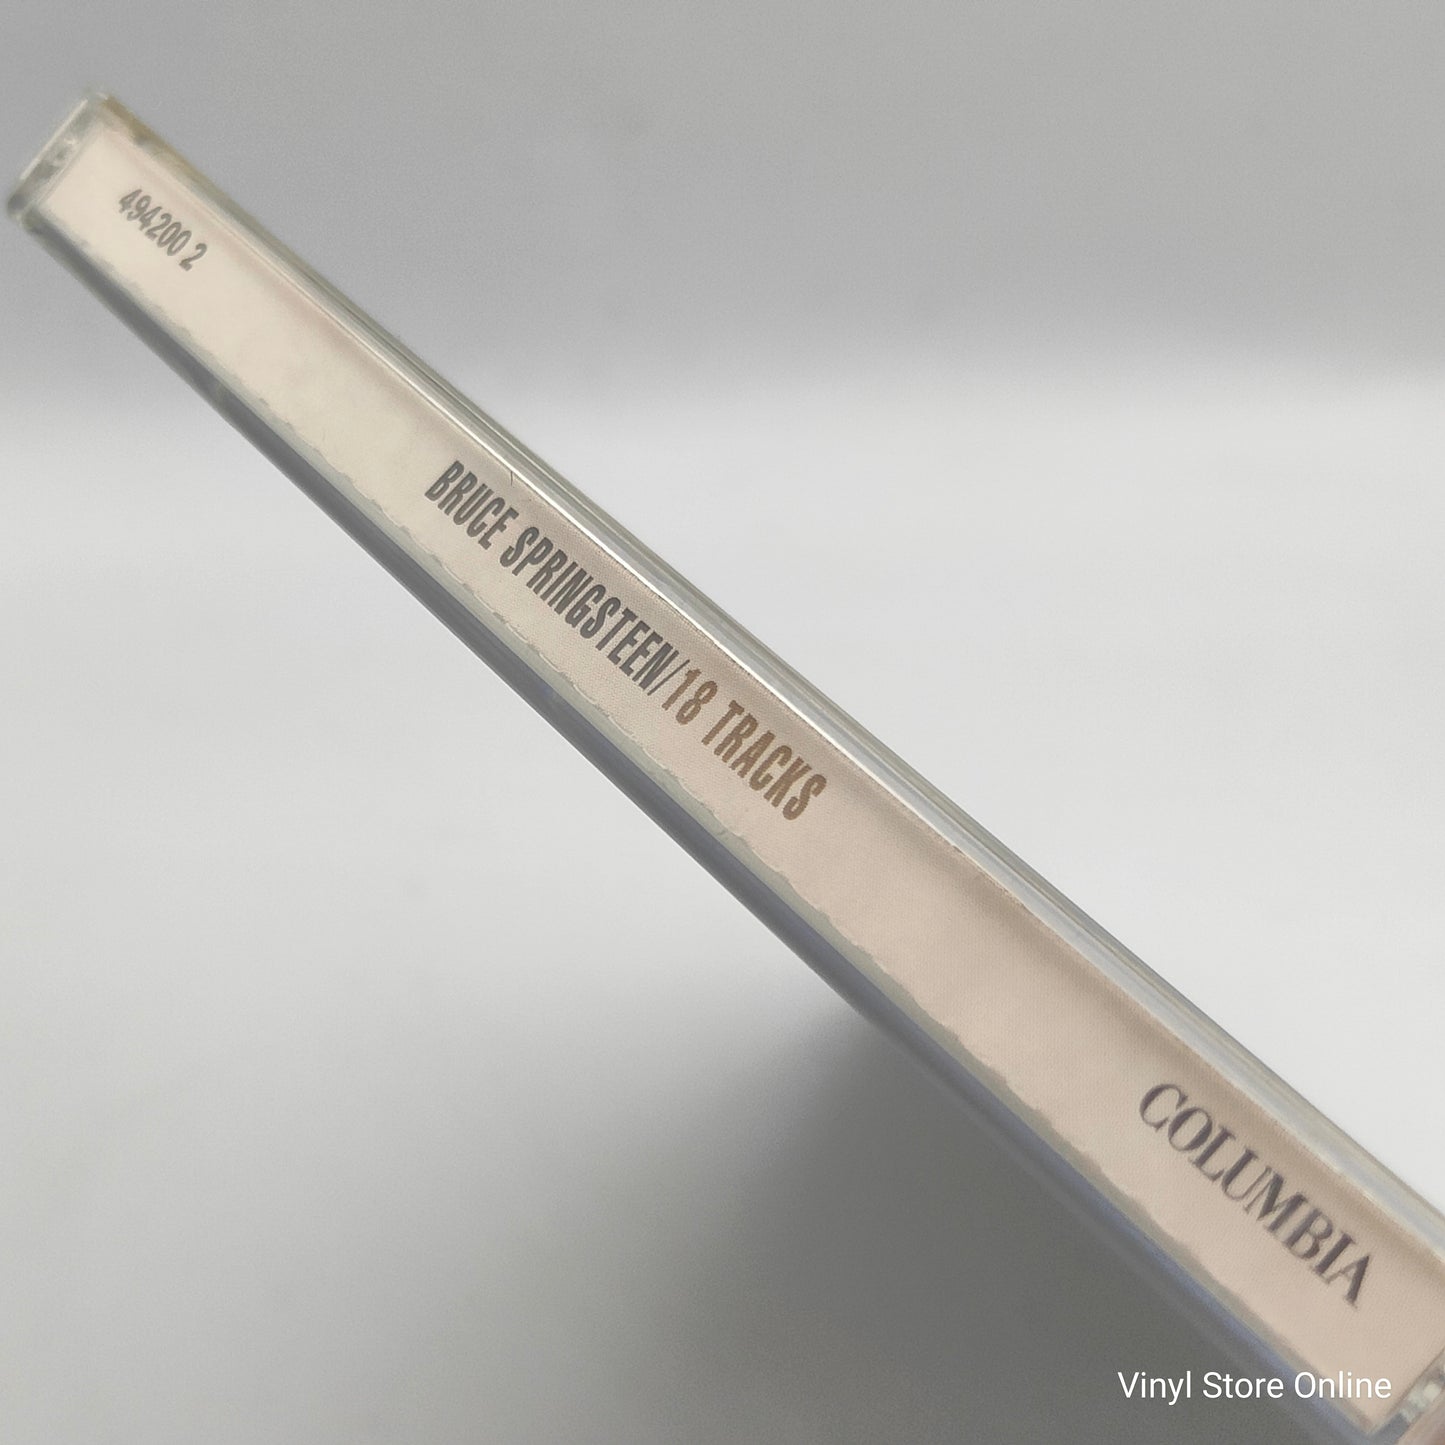 494200 2
BRUCE SPRINGSTEEN/18 TRACKS
COLUMBIA
Vinyl Store Online